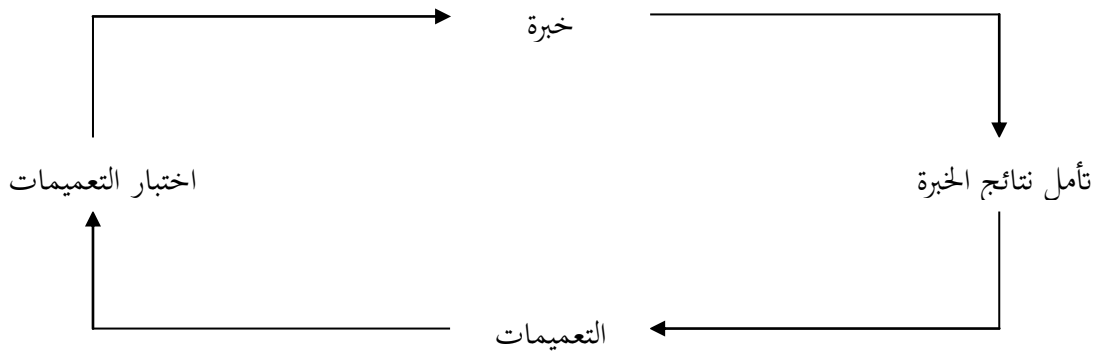 خبرة
تأمل نتائج الخبرة
اختبار التعميمات
التعميمات